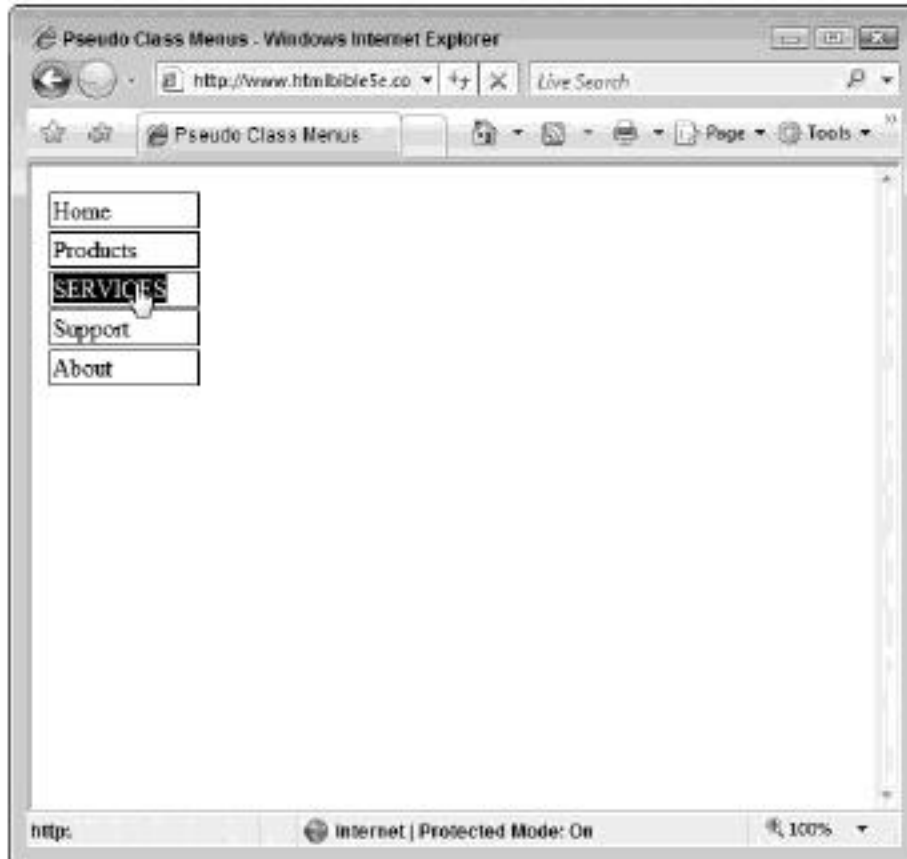 Pseudo Class Menus - Windows Internet Explorer
http://www.htmlbible5e.co
Live Search
Pseudo Class Menus
Page
Tools
Home
Products
SERVICES
Support
About
http:
Internet | Protected Mode: On
100%